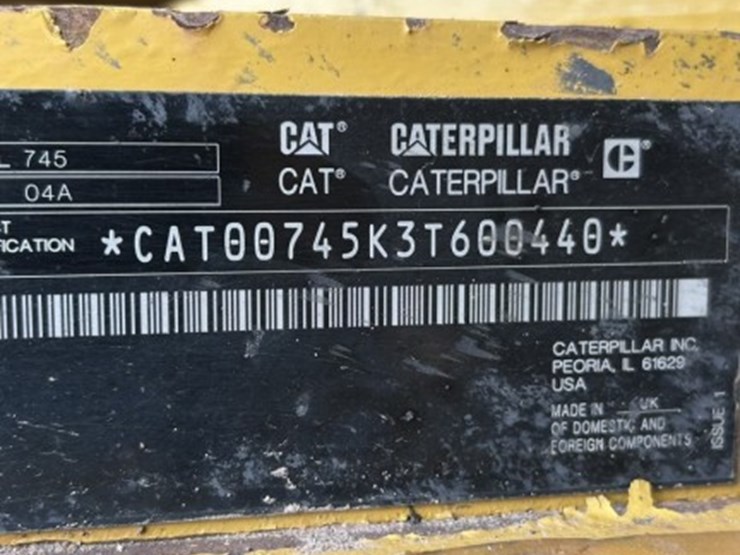 L 745
04A
CAT® CATERPILLAR® C®
CAT® CATERPILLAR®
T
ICATION *CAT00745K3T600440*
CATERPILLAR INC.
PEORIA, IL 61629
USA
MADE IN UK
OF DOMESTIC AND
FOREIGN COMPONENTS
ISSUE 1